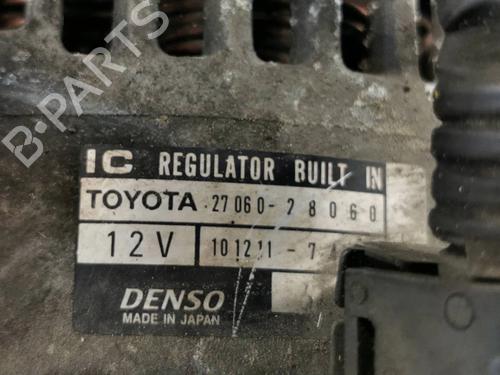 B-PARTS
IC REGULATOR BUILT IN
TOYOTA 27060-28060
12V 101211-7
DENSO
MADE IN JAPAN